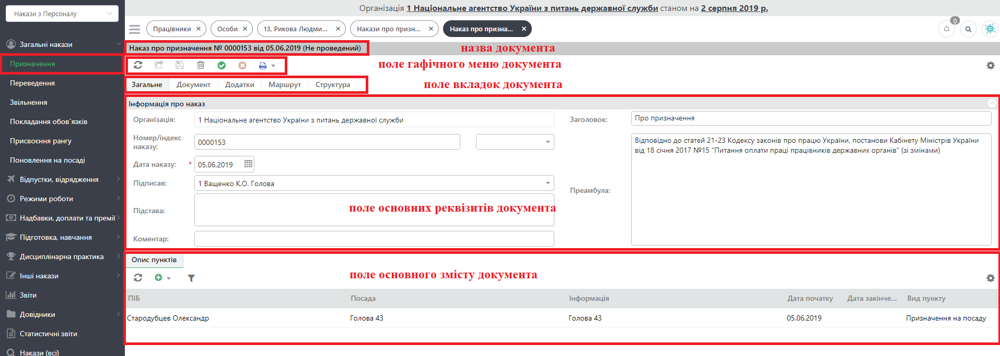 Організація 1 Національне агентство України з питань державної служби станом на 2 серпня 2019 р.
Накази з Персоналу
Працівники
Особи
13, Рикова Людми...
Накази про призн...
Наказ про призна...
0
Загальні накази
Призначення
Переведення
Звільнення
Покладання обов`язків
Присвоєння рангу
Поновлення на посаді
Відпустки, відрядження
Режими роботи
Надбавки, доплати та премії
Підготовка, навчання
Дисциплінарна практика
Інші накази
Звіти
Довідники
Статистичні звіти
Накази (всі)
Наказ про призначення № 0000153 від 05.06.2019 (Не проведений)
назва документа
поле гафічного меню документа
Загальне
Документ
Додатки
Маршрут
Структура
поле вкладок документа
Інформація про наказ
Організація:
1 Національне агентство України з питань державної служби
Номер/індекс
наказу:
0000153
Дата наказу:
*
05.06.2019
Підписав:
1 Ващенко К.О. Голова
Підстава:
Коментар:
Заголовок:
Про призначення
Преамбула:
Відповідно до статей 21-23 Кодексу законів про працю України, постанови Кабінету Міністрів України
від 18 січня 2017 №15 "Питання оплати праці працівників державних органів" (зі змінами)
поле основних реквізитів документа
Опис пунктів
поле основного змісту документа
ПІБ
Посада
Інформація
Дата початку
Дата закінче...
Вид пункту
Стародубцев Олександр
Голова 43
Голова 43
05.06.2019
Призначення на посаду